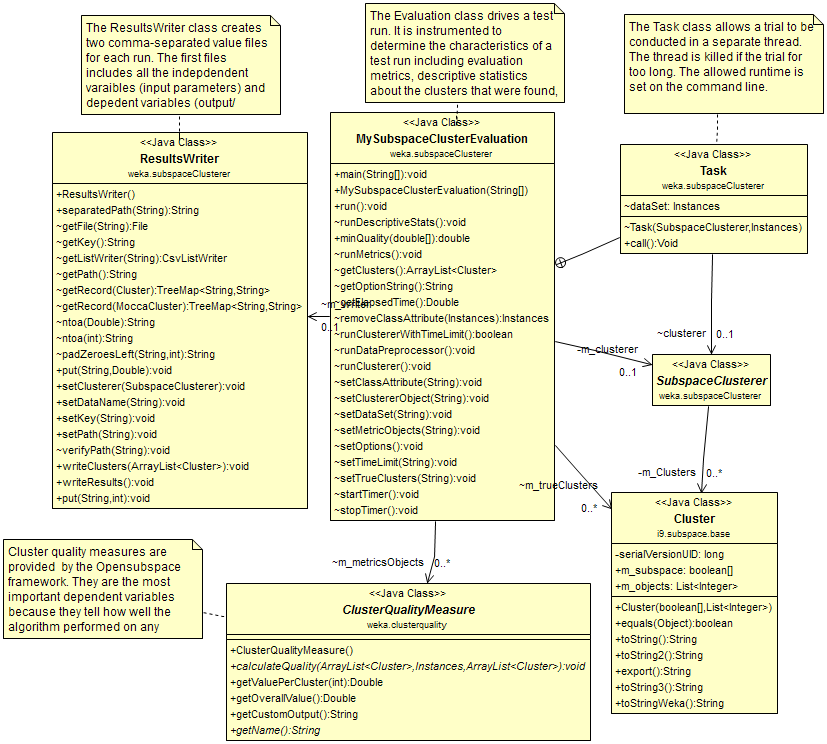 The ResultsWriter class creates
two comma-separated value files
for each run. The first files
includes all the indepdendent
varaibles (input parameters) and
depedent variables (output/
The Evaluation class drives a test
run. It is instrumented to
determine the characteristics of a
test run including evaluation
metrics, descriptive statistics
about the clusters that were found,
The Task class allows a trial to be
conducted in a separate thread.
The thread is killed if the trial for
too long. The allowed runtime is
set on the command line.
<<Java Class>>
ResultsWriter
weka.subspaceClusterer
+ResultsWriter()
+separatedPath(String):String
~getFile(String):File
~getKey():String
~getListWriter(String):CsvListWriter
~getPath():String
~getRecord(Cluster):TreeMap<String,String>
~getRecord(MoccaCluster):TreeMap<String,String>
~ntoa(Double):String
~ntoa(int):String
~padZeroesLeft(String,int):String
+put(String,Double):void
+setClusterer(SubspaceClusterer):void
+setDataName(String):void
+setKey(String):void
+setPath(String):void
~verifyPath(String):void
+writeClusters(ArrayList<Cluster>):void
+writeResults():void
+put(String,int):void
<<Java Class>>
MySubspaceClusterEvaluation
weka.subspaceClusterer
+main(String[]):void
+MySubspaceClusterEvaluation(String[])
+run():void
~runDescriptiveStats():void
+minQuality(double[]):double
~runMetrics():void
~getClusters():ArrayList<Cluster>
~getOptionString():String
~getElapsedTime():Double
~removeClassAttribute(Instances):Instances
~runClustererWithTimeLimit():boolean
~runDataPreprocessor():void
~runClusterer():void
~setClassAttribute(String):void
~setClustererObject(String):void
~setDataSet(String):void
~setMetricObjects(String):void
~setOptions():void
~setTimeLimit(String):void
~setTrueClusters(String):void
~startTimer():void
~stopTimer():void
<<Java Class>>
Task
weka.subspaceClusterer
~dataSet: Instances
~Task(SubspaceClusterer,Instances)
+call():Void
~m_writer
0..1
~clusterer
0..1
-m_clusterer
0..1
<<Java Class>>
SubspaceClusterer
weka.subspaceClusterer
-m_Clusters
0..*
~m_trueClusters
0..*
<<Java Class>>
Cluster
i9.subspace.base
-serialVersionUID: long
+m_subspace: boolean[]
+m_objects: List<Integer>
+Cluster(boolean[],List<Integer>)
+equals(Object):boolean
+toString():String
+toString2():String
+export():String
+toString3():String
+toStringWeka():String
Cluster quality measures are
provided by the Opensubspace
framework. They are the most
important dependent variables
because they tell how well the
algorithm performed on any
~m_metricsObjects
0..*
<<Java Class>>
ClusterQualityMeasure
weka.clusterquality
+ClusterQualityMeasure()
+calculateQuality(ArrayList<Cluster>,Instances,ArrayList<Cluster>):void
+getValuePerCluster(int):Double
+getOverallValue():Double
+getCustomOutput():String
+getName():String